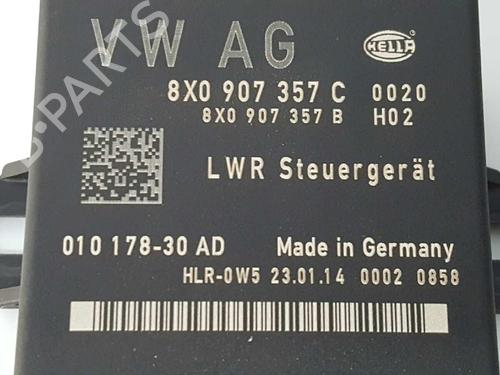 VW AG
HELLA
8X0 907 357 C 0020
8X0 907 357 B H02
LWR Steuergerät
010 178-30 AD Made in Germany
HLR-0W5 23.01.14 0002 0858
B-PARTS